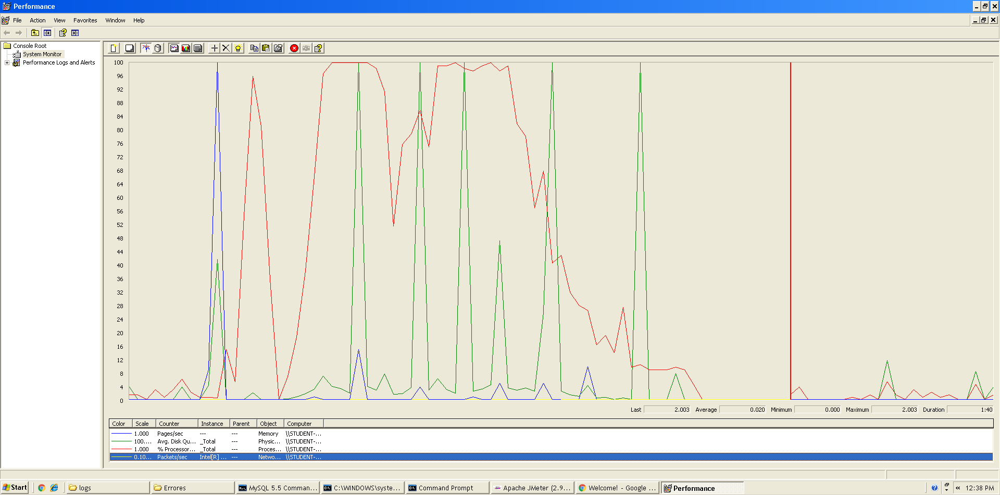 Performance
File Action View Favorites Window Help
Console Root
System Monitor
Performance Logs and Alerts
100
96
92
88
84
80
76
72
68
64
60
56
52
48
44
40
36
32
28
24
20
16
12
8
4
0
Last 2.003 Average 0.020 Minimum 0.000 Maximum 2.003 Duration 1:40
Color Scale Counter Instance Parent Object Computer
1.000 Pages/sec --- --- Memory \\STUDENT-...
100.... Avg. Disk Qu... _Total --- Physic... \\STUDENT-...
1.000 % Processor... _Total --- Proces... \\STUDENT-...
0.10... Packets/sec Intel[R] ... --- Netwo... \\STUDENT-...
Start logs Errores MySQL 5.5 Comman... C:\WINDOWS\syste... Command Prompt Apache JMeter (2.9... Welcome! - Google ... Performance 12:38 PM